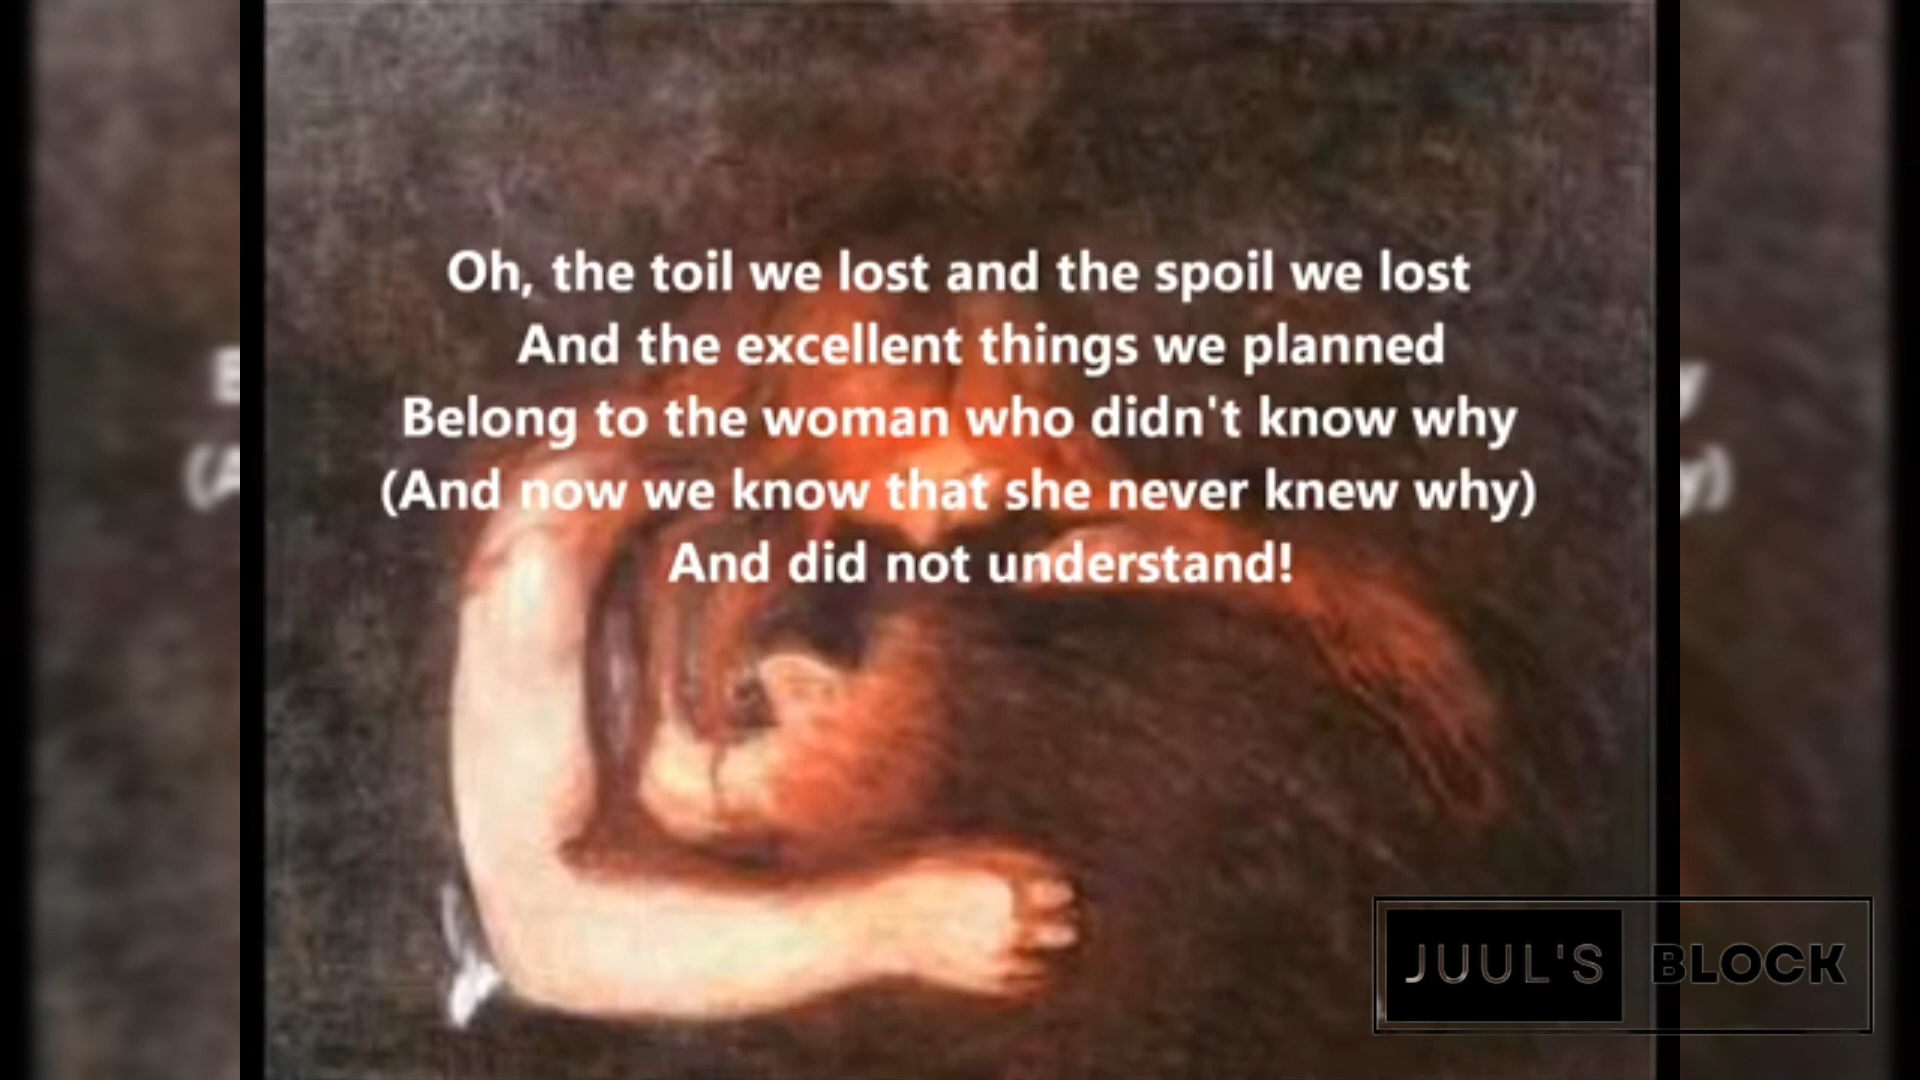 Oh, the toil we lost and the spoil we lost
And the excellent things we planned
Belong to the woman who didn't know why
(And now we know that she never knew why)
And did not understand!
JUUL'S BLOCK